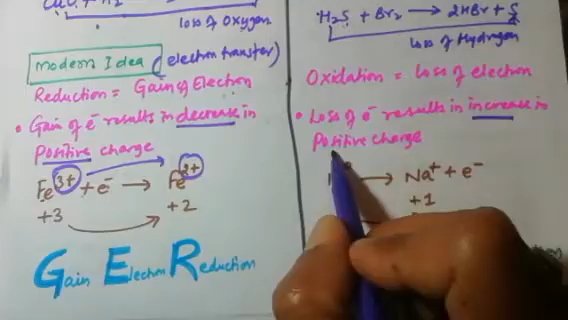 CuO + H2
loss of Oxygen
Modern Idea (electron transfer)
Reduction = Gain of Electron
• Gain of e⁻ results in decrease in
Positive charge
Fe³⁺ + e⁻ → Fe²⁺
+3 +2
Gain Electron Reduction
H₂S + Br₂ → 2HBr + S
loss of Hydrogen
Oxidation = loss of electron
• Loss of e⁻ results in increase in
Positive charge
→ Na⁺ + e⁻
+1